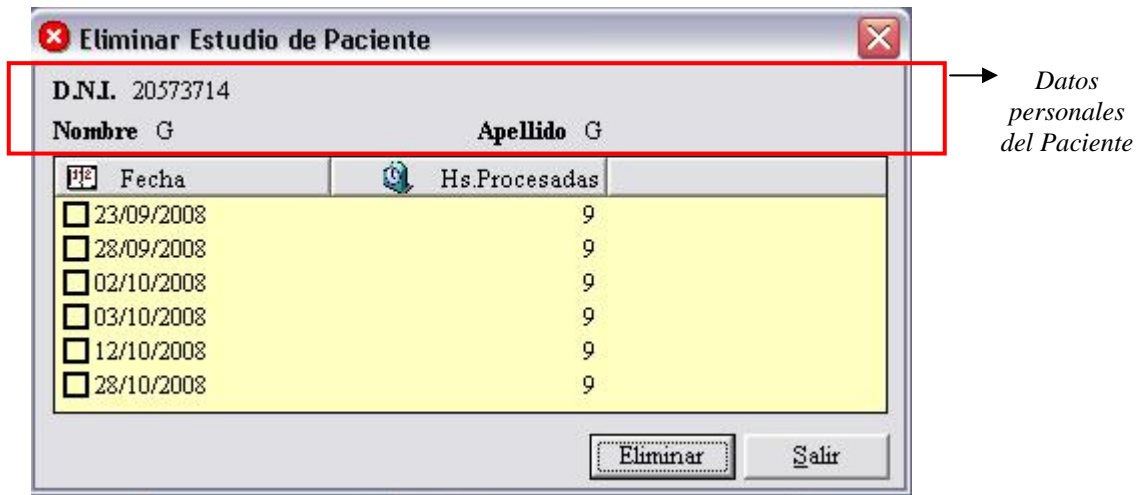 Eliminar Estudio de Paciente
D.N.I. 20573714
Nombre G Apellido G
Datos
personales
del Paciente
Fecha Hs.Procesadas
23/09/2008 9
28/09/2008 9
02/10/2008 9
03/10/2008 9
12/10/2008 9
28/10/2008 9
Eliminar Salir